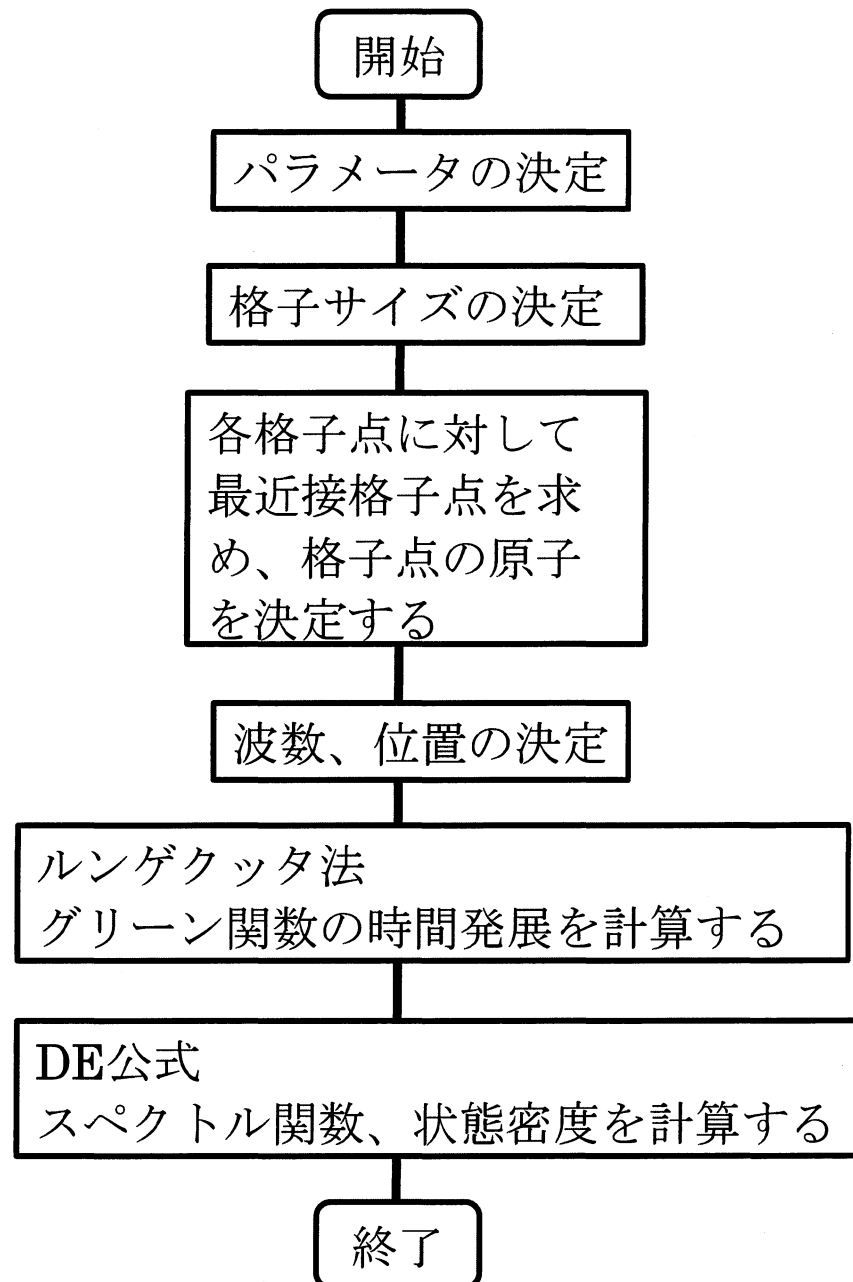 開始
パラメータの決定
格子サイズの決定
各格子点に対して
最近接格子点を求
め、格子点の原子
を決定する
波数、位置の決定
ルンゲクッタ法
グリーン関数の時間発展を計算する
DE公式
スペクトル関数、状態密度を計算する
終了